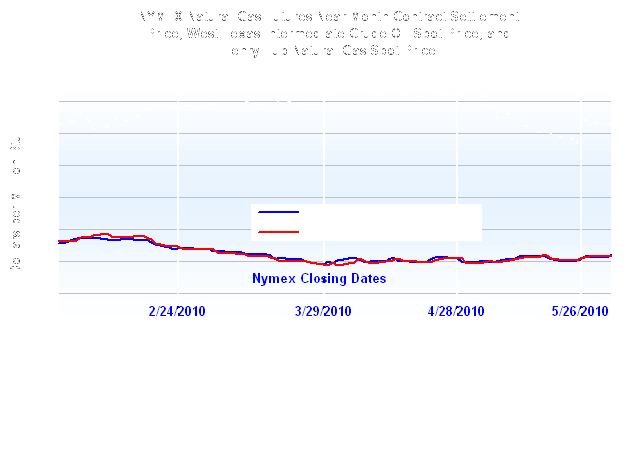 NYMEX Natural Gas Futures Near-Month Contract Settlement
Price, West Texas Intermediate Crude Oil Spot Price, and
Henry Hub Natural Gas Spot Price
Dollars per
Nymex Closing Dates
2/24/2010
3/29/2010
4/28/2010
5/26/2010